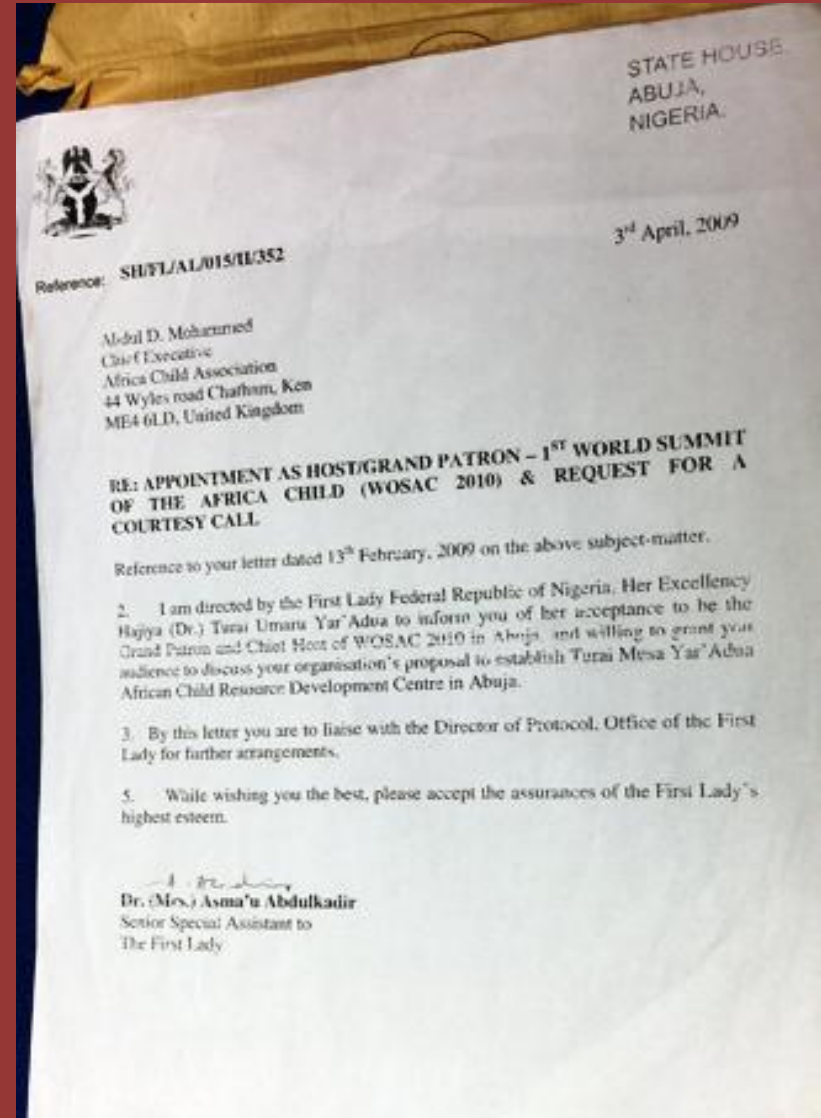 STATE HOUSE
ABUJA,
NIGERIA.
3rd April, 2009
Reference: SH/FL/AL/015/II/352
Abdul D. Mohammed
Chief Executive
Africa Child Association
44 Wyles road Chatham, Ken
ME4 6LD, United Kingdom
RE: APPOINTMENT AS HOST/GRAND PATRON – 1ST WORLD SUMMIT
OF THE AFRICA CHILD (WOSAC 2010) & REQUEST FOR A
COURTESY CALL
Reference to your letter dated 13th February, 2009 on the above subject-matter.
2. I am directed by the First Lady Federal Republic of Nigeria, Her Excellency
Hajiya (Dr.) Turai Umaru Yar'Adua to inform you of her acceptance to be the
Grand Patron and Chief Host of WOSAC 2010 in Abuja, and willing to grant you
audience to discuss your organisation's proposal to establish Turai Musa Yar'Adua
African Child Resource Development Centre in Abuja.
3. By this letter you are to liaise with the Director of Protocol, Office of the First
Lady for further arrangements.
5. While wishing you the best, please accept the assurances of the First Lady's
highest esteem.
Dr. (Mrs.) Asma'u Abdulkadir
Senior Special Assistant to
The First Lady